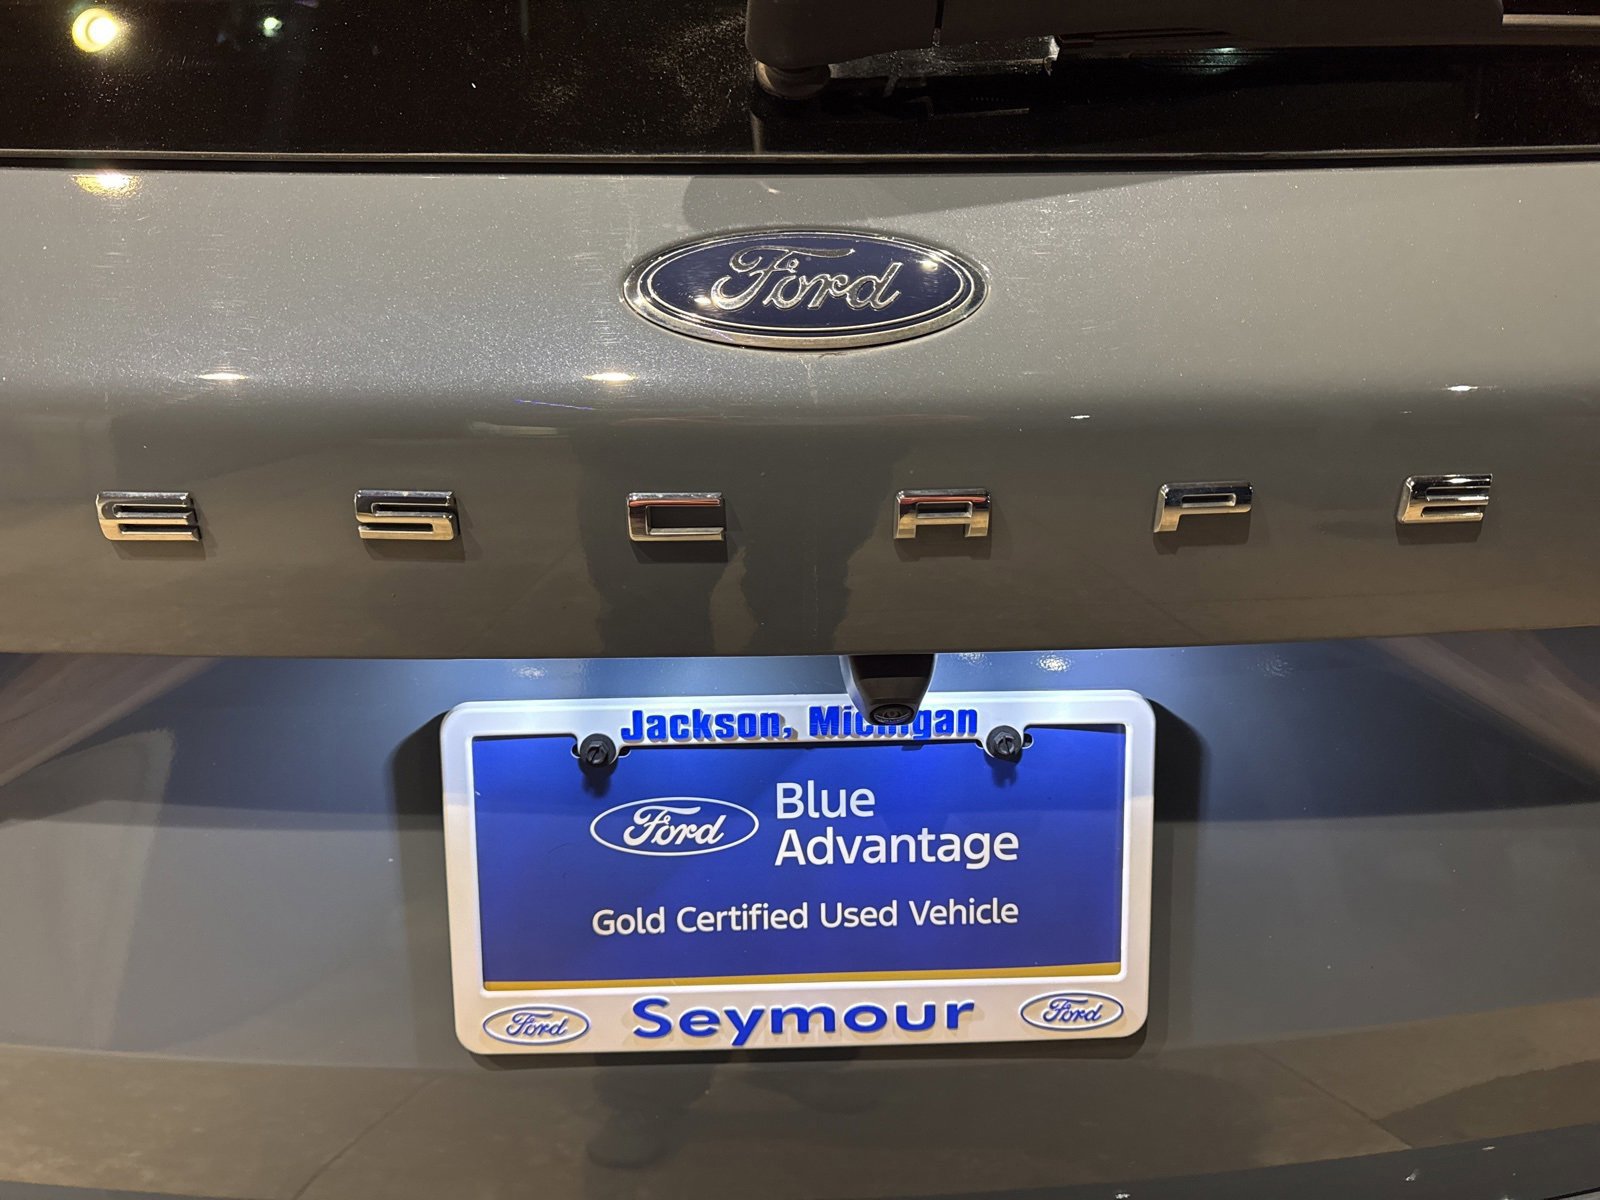 Ford
ESCAPE
Jackson, Michigan
Ford
Blue
Advantage
Gold Certified Used Vehicle
Ford Seymour Ford